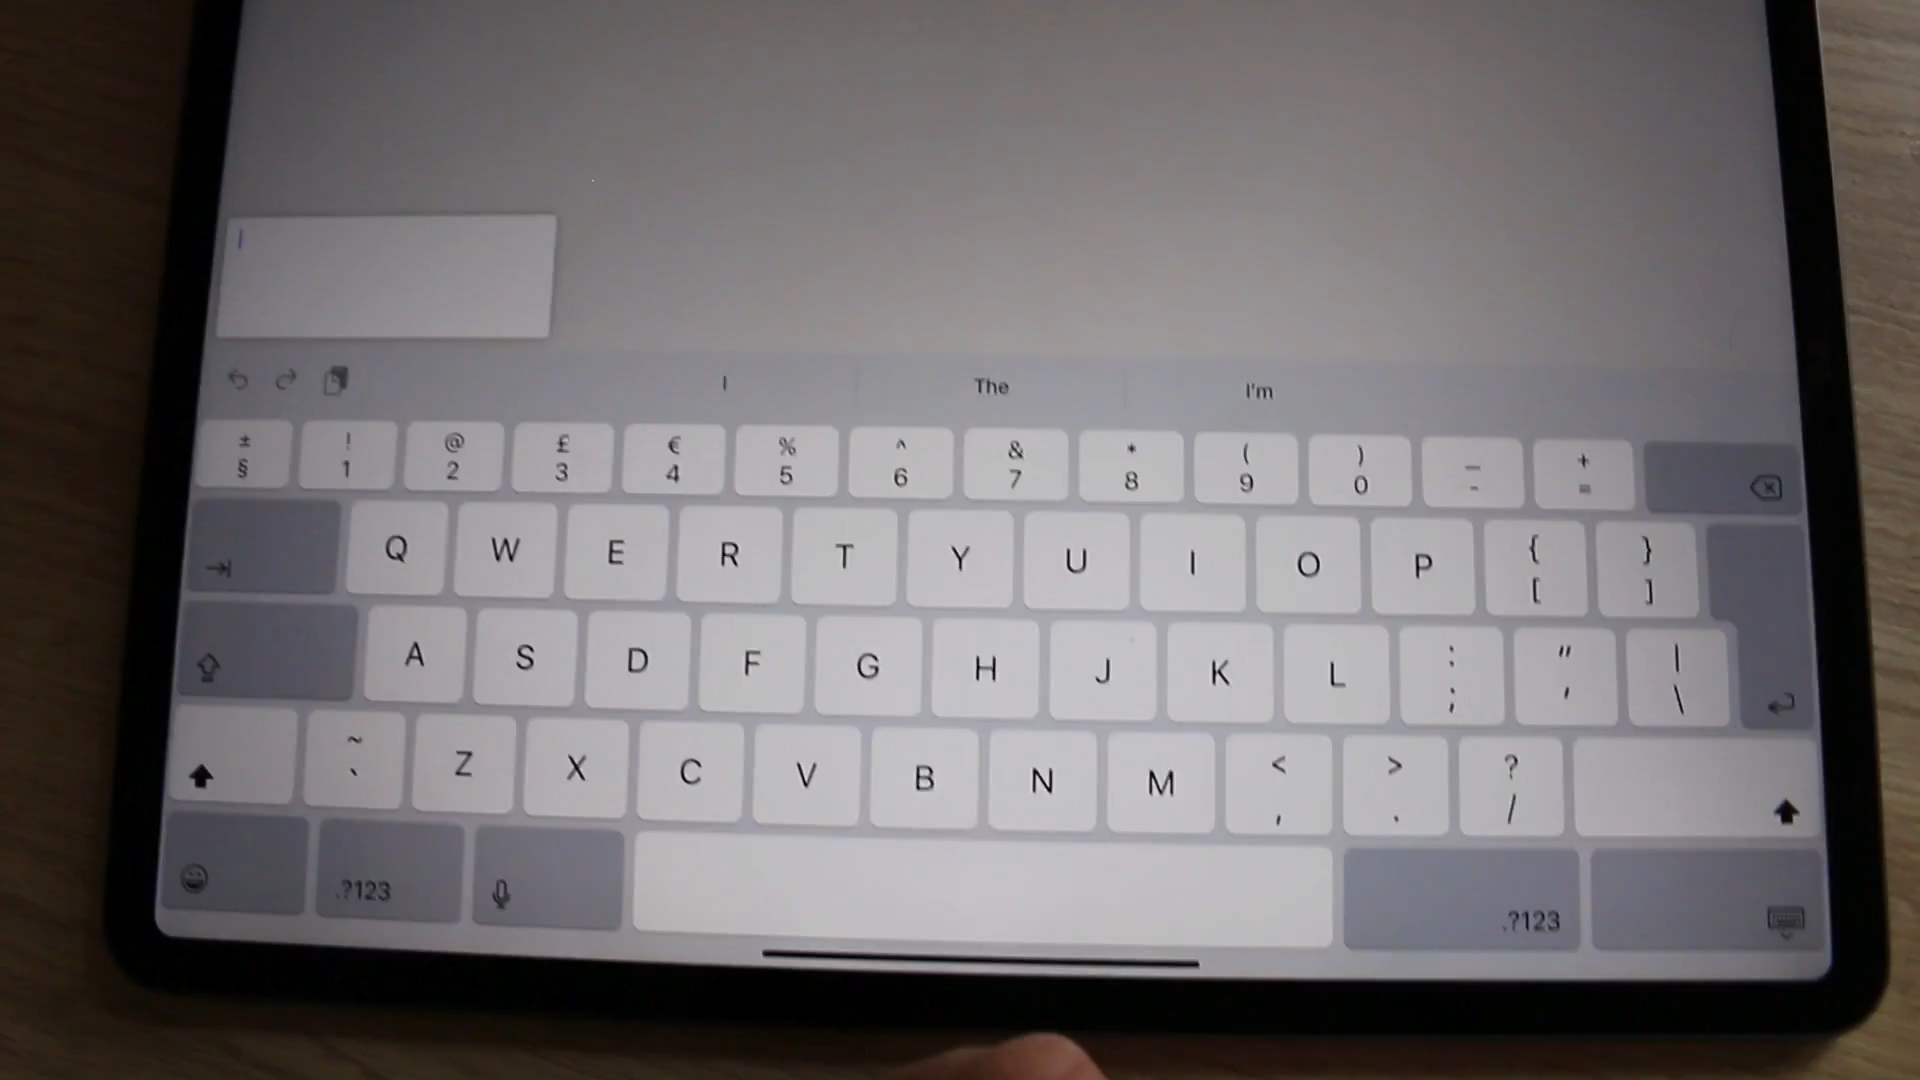 I The I'm
± ! @ £ € % ^ & * ( ) _ +
§ 1 2 3 4 5 6 7 8 9 0 - =
Q W E R T Y U I O P { }
[ ]
A S D F G H J K L : " |
; ' \
~ Z X C V B N M < > ?
` , . /
.?123 .?123